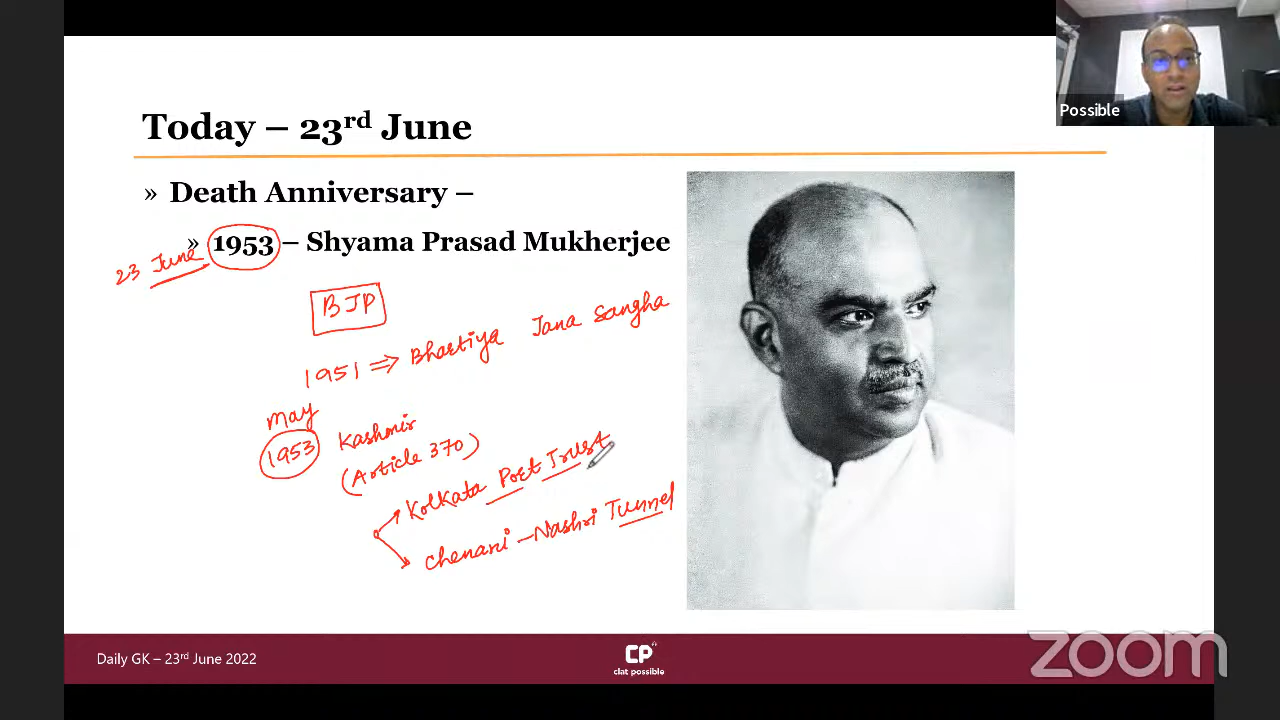 Possible
Today – 23rd June
» Death Anniversary –
» 1953 – Shyama Prasad Mukherjee
23 June
BJP
1951 ⇒ Bhartiya Jana Sangha
May
1953 Kashmir
(Article 370)
Kolkata Port Trust
Chenani – Nashri Tunnel
Daily GK – 23rd June 2022
CP
clat possible
zoom